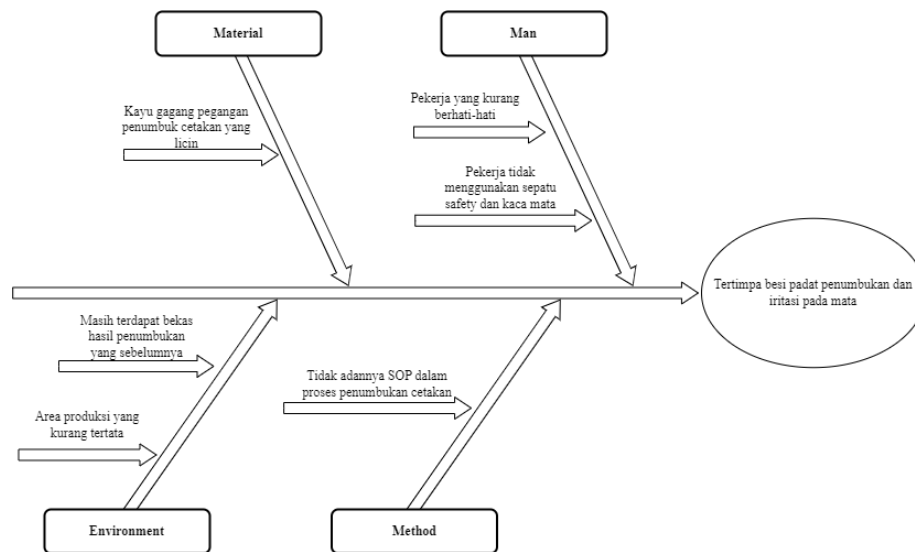 Material
Man
Kayu gagang pegangan
penumbuk cetakan yang
licin
Pekerja yang kurang
berhati-hati
Pekerja tidak
menggunakan sepatu
safety dan kaca mata
Tertimpa besi padat penumbukan dan
iritasi pada mata
Masih terdapat bekas
hasil penumbukan
yang sebelumnya
Tidak adannya SOP dalam
proses penumbukan cetakan
Area produksi yang
kurang tertata
Environment
Method